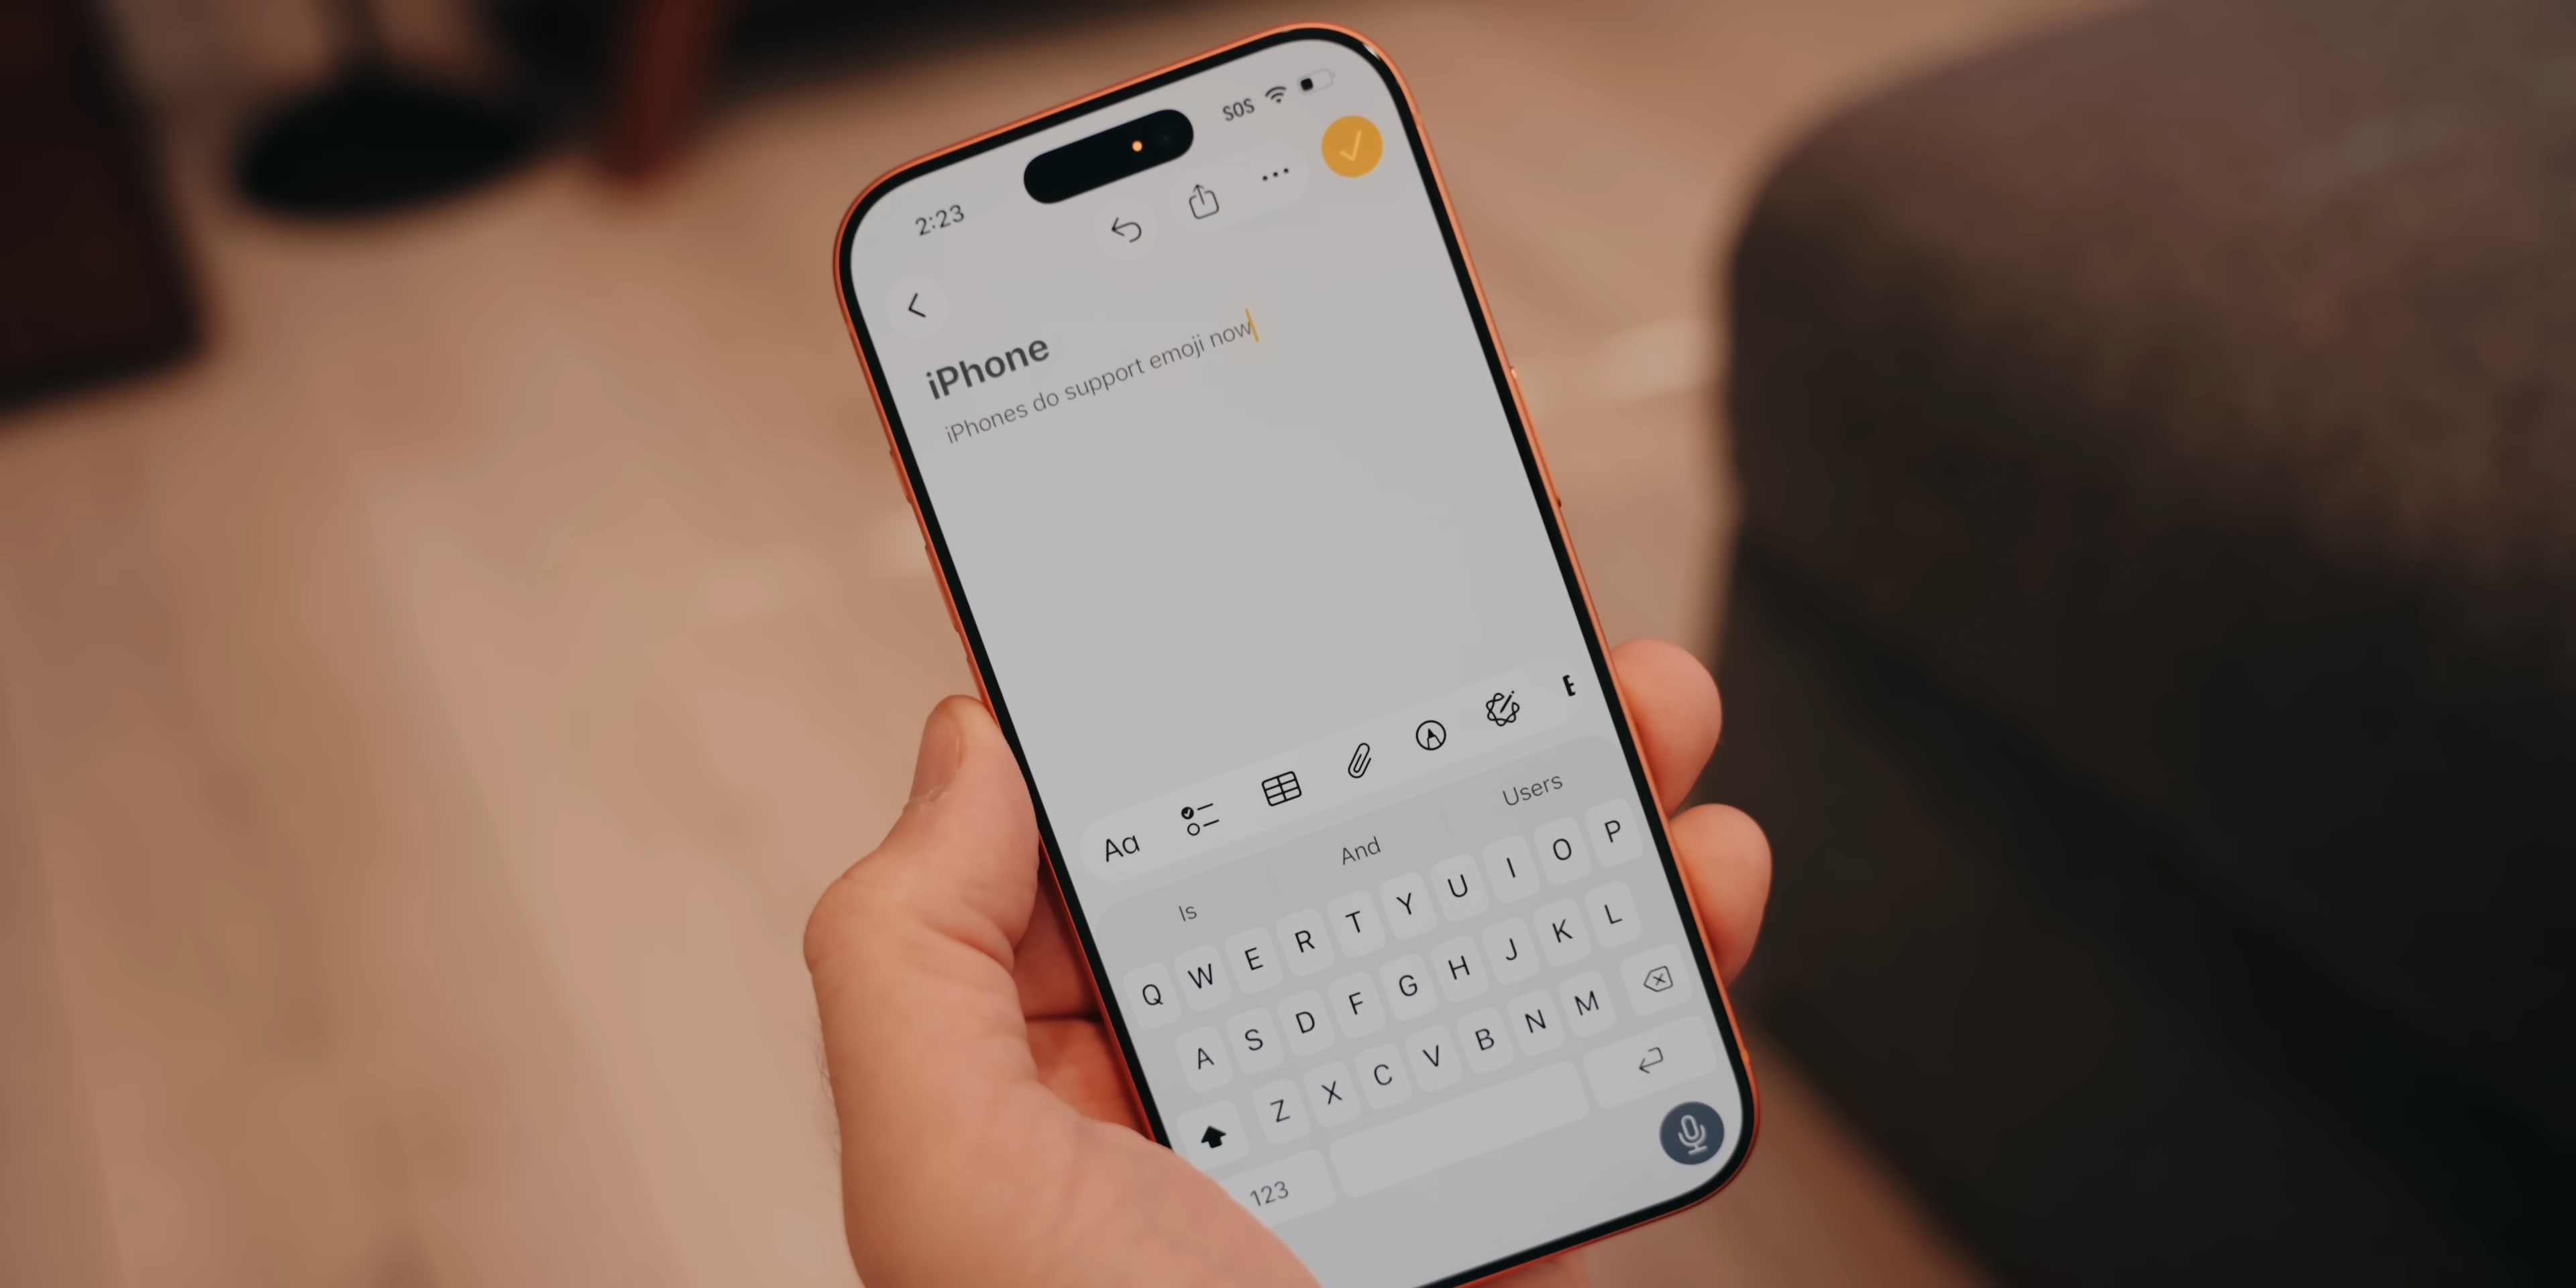 2:23 SOS
iPhone
iPhones do support emoji now
Aa
Is And Users
Q W E R T Y U I O P
A S D F G H J K L
Z X C V B N M
123